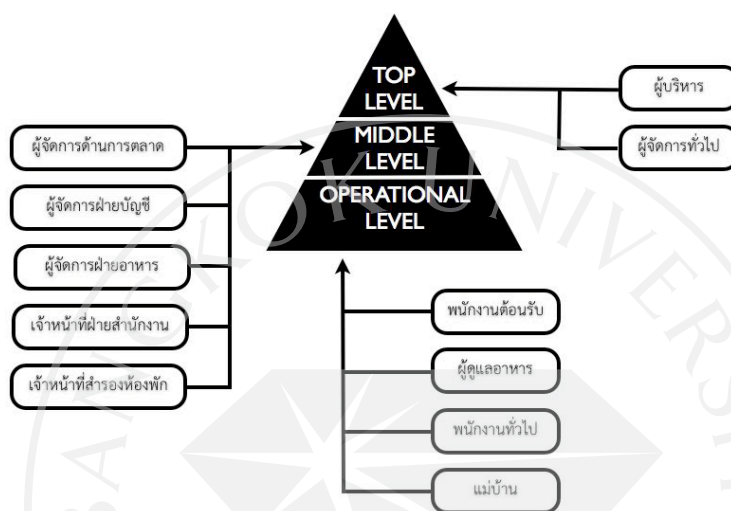 TOP
LEVEL
MIDDLE
LEVEL
OPERATIONAL
LEVEL
ผู้บริหาร
ผู้จัดการทั่วไป
ผู้จัดการด้านการตลาด
ผู้จัดการฝ่ายบัญชี
ผู้จัดการฝ่ายอาหาร
เจ้าหน้าที่ฝ่ายสำนักงาน
เจ้าหน้าที่สำรองห้องพัก
พนักงานต้อนรับ
ผู้ดูแลอาหาร
พนักงานทั่วไป
แม่บ้าน
BANGKOK UNIVERSI